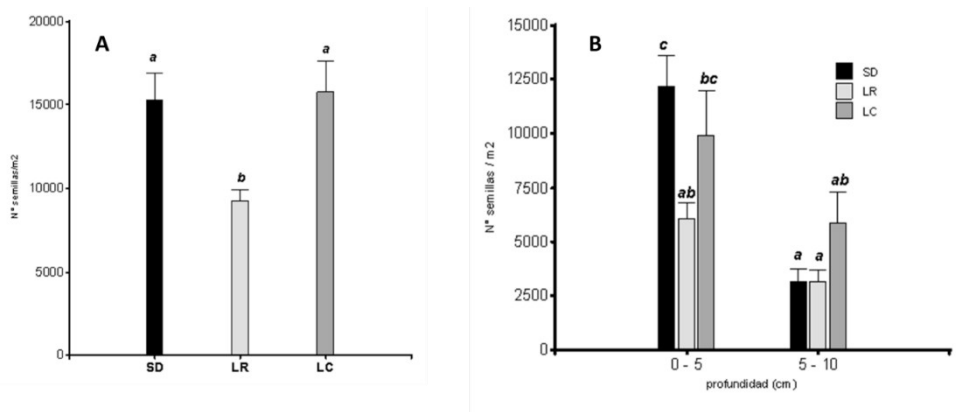 A
20000
15000
10000
5000
0
N° semillas/m2
a
b
a
SD LR LC
B
15000
12500
10000
7500
5000
2500
0
N° semillas / m2
c
ab
bc
a
a
ab
SD
LR
LC
0 - 5 5 - 10
profundidad (cm)